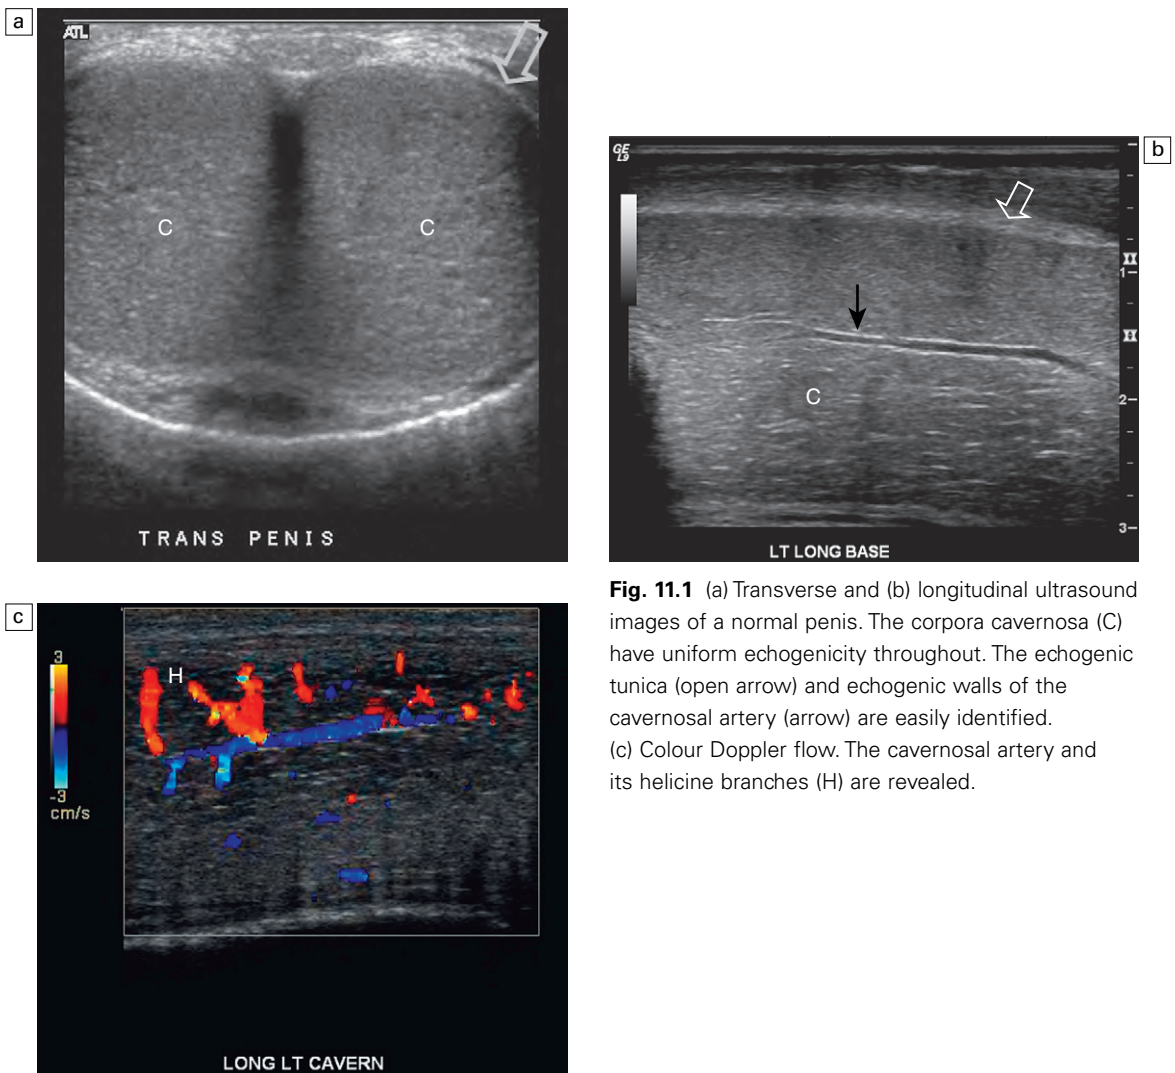 a
ATL
C
C
TRANS PENIS
b
GE
L9
1
C
2
3
LT LONG BASE
Fig. 11.1 (a) Transverse and (b) longitudinal ultrasound
images of a normal penis. The corpora cavernosa (C)
have uniform echogenicity throughout. The echogenic
tunica (open arrow) and echogenic walls of the
cavernosal artery (arrow) are easily identified.
(c) Colour Doppler flow. The cavernosal artery and
its helicine branches (H) are revealed.
c
3
H
-3
cm/s
LONG LT CAVERN